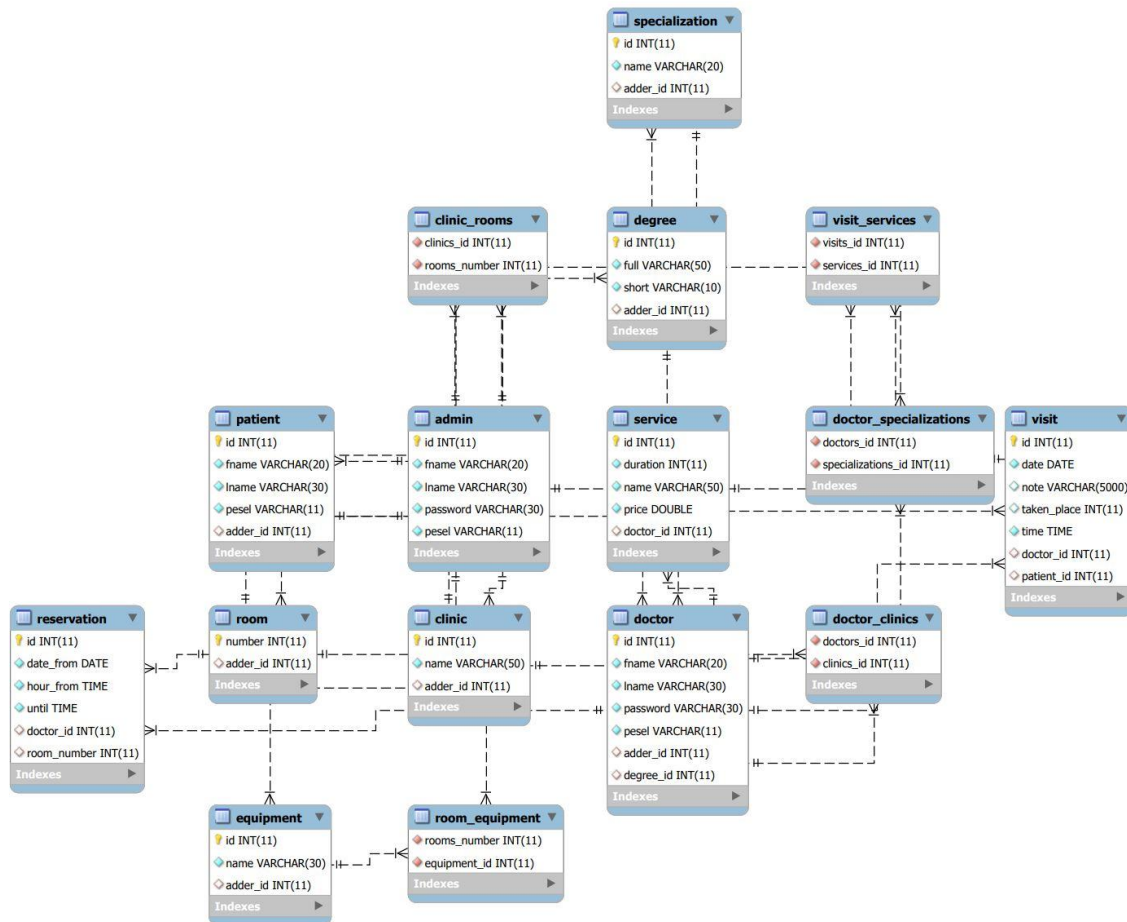 specialization
id INT(11)
name VARCHAR(20)
adder_id INT(11)
Indexes
clinic_rooms
clinics_id INT(11)
rooms_number INT(11)
Indexes
degree
id INT(11)
full VARCHAR(50)
short VARCHAR(10)
adder_id INT(11)
Indexes
visit_services
visits_id INT(11)
services_id INT(11)
Indexes
patient
id INT(11)
fname VARCHAR(20)
lname VARCHAR(30)
pesel VARCHAR(11)
adder_id INT(11)
Indexes
admin
id INT(11)
fname VARCHAR(20)
lname VARCHAR(30)
password VARCHAR(30)
pesel VARCHAR(11)
Indexes
service
id INT(11)
duration INT(11)
name VARCHAR(50)
price DOUBLE
doctor_id INT(11)
Indexes
doctor_specializations
doctors_id INT(11)
specializations_id INT(11)
Indexes
visit
id INT(11)
date DATE
note VARCHAR(5000)
taken_place INT(11)
time TIME
doctor_id INT(11)
patient_id INT(11)
Indexes
reservation
id INT(11)
date_from DATE
hour_from TIME
until TIME
doctor_id INT(11)
room_number INT(11)
Indexes
room
number INT(11)
adder_id INT(11)
Indexes
clinic
id INT(11)
name VARCHAR(50)
adder_id INT(11)
Indexes
doctor
id INT(11)
fname VARCHAR(20)
lname VARCHAR(30)
password VARCHAR(30)
pesel VARCHAR(11)
adder_id INT(11)
degree_id INT(11)
Indexes
doctor_clinics
doctors_id INT(11)
clinics_id INT(11)
Indexes
equipment
id INT(11)
name VARCHAR(30)
adder_id INT(11)
Indexes
room_equipment
rooms_number INT(11)
equipment_id INT(11)
Indexes